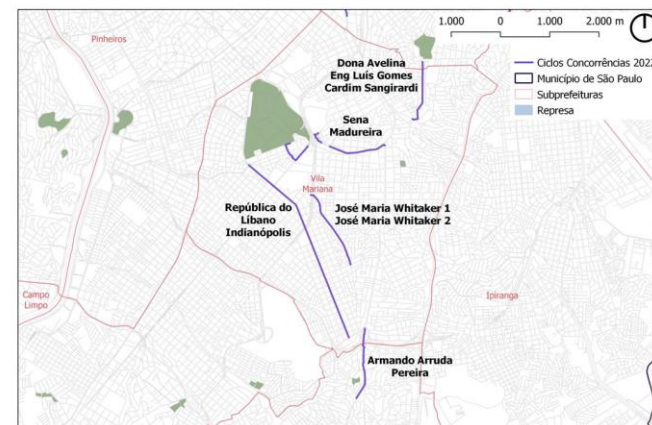 1.000 0 1.000 2.000 m
Pinheiros
Ciclos Concorrências 2022
Município de São Paulo
Subprefeituras
Represa
Dona Avelina
Eng Luís Gomes
Cardim Sangirardi
Sena
Madureira
Vila
Mariana
República do
Líbano
Indianópolis
José Maria Whitaker 1
José Maria Whitaker 2
Campo
Limpo
Ipiranga
Armando Arruda
Pereira